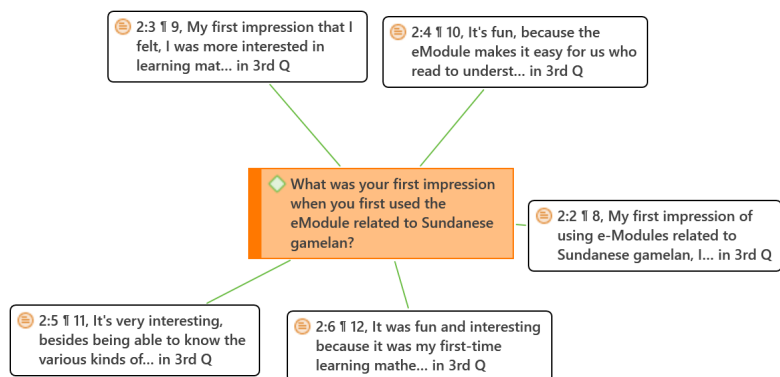 2:3 ¶ 9, My first impression that I
felt, I was more interested in
learning mat... in 3rd Q
2:4 ¶ 10, It's fun, because the
eModule makes it easy for us who
read to underst... in 3rd Q
What was your first impression
when you first used the
eModule related to Sundanese
gamelan?
2:2 ¶ 8, My first impression of
using e-Modules related to
Sundanese gamelan, I... in 3rd Q
2:5 ¶ 11, It's very interesting,
besides being able to know the
various kinds of... in 3rd Q
2:6 ¶ 12, It was fun and interesting
because it was my first-time
learning mathe... in 3rd Q